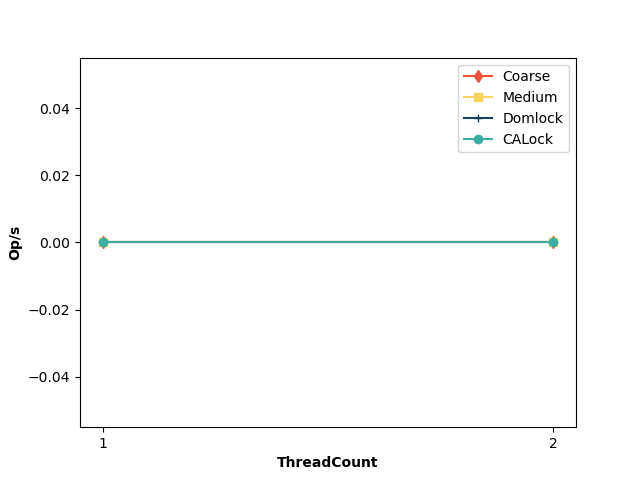 Coarse
Medium
Domlock
CALock
0.04
0.02
0.00
−0.02
−0.04
Op/s
1
2
ThreadCount